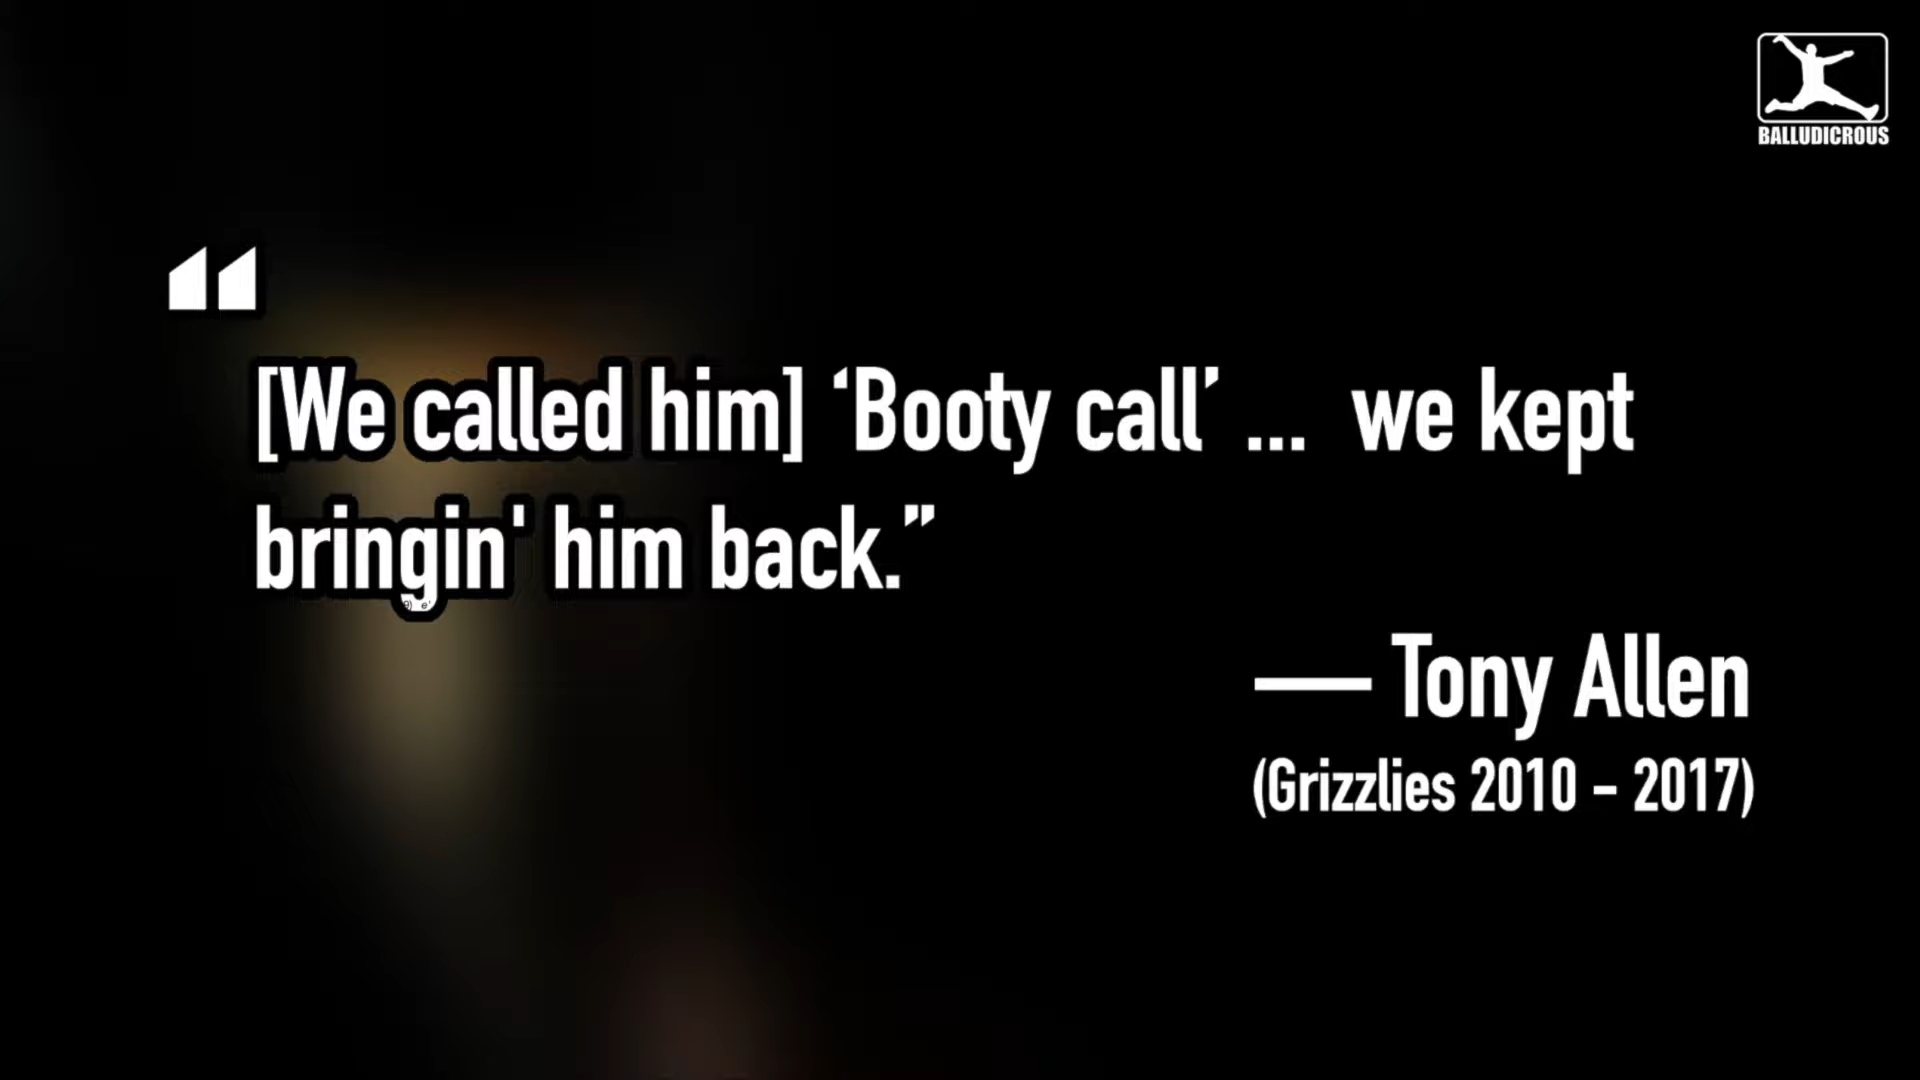 BALLUDICROUS
“
[We called him] ‘Booty call’ ... we kept
bringin' him back.”
— Tony Allen
(Grizzlies 2010 - 2017)